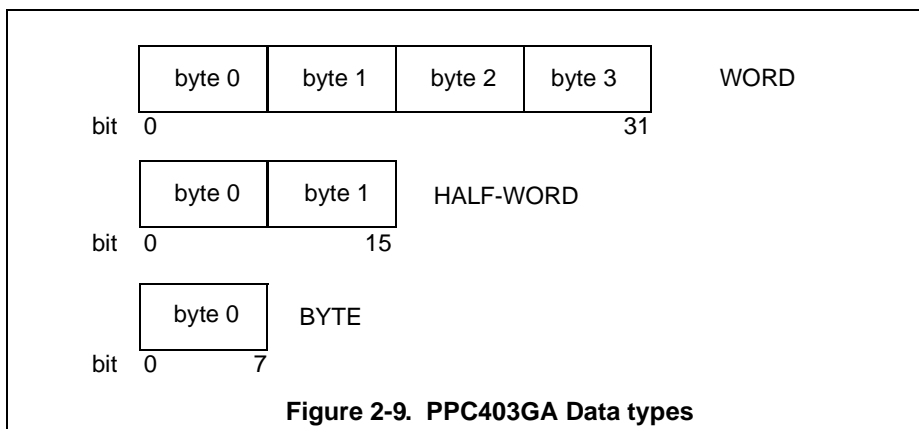 byte 0 byte 1 byte 2 byte 3 WORD
bit 0 31
byte 0 byte 1 HALF-WORD
bit 0 15
byte 0 BYTE
bit 0 7
Figure 2-9. PPC403GA Data types